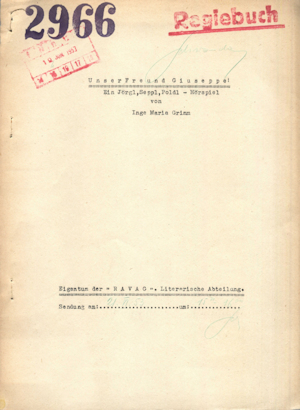 2966
Regiebuch
Unser Freund Giuseppe!
Ein Jörgl, Seppl, Poldl - Hörspiel
von
Inge Maria Grimm
Eigentum der - R A V A G -. Literarische Abteilung.
Sendung am:......................um:.............